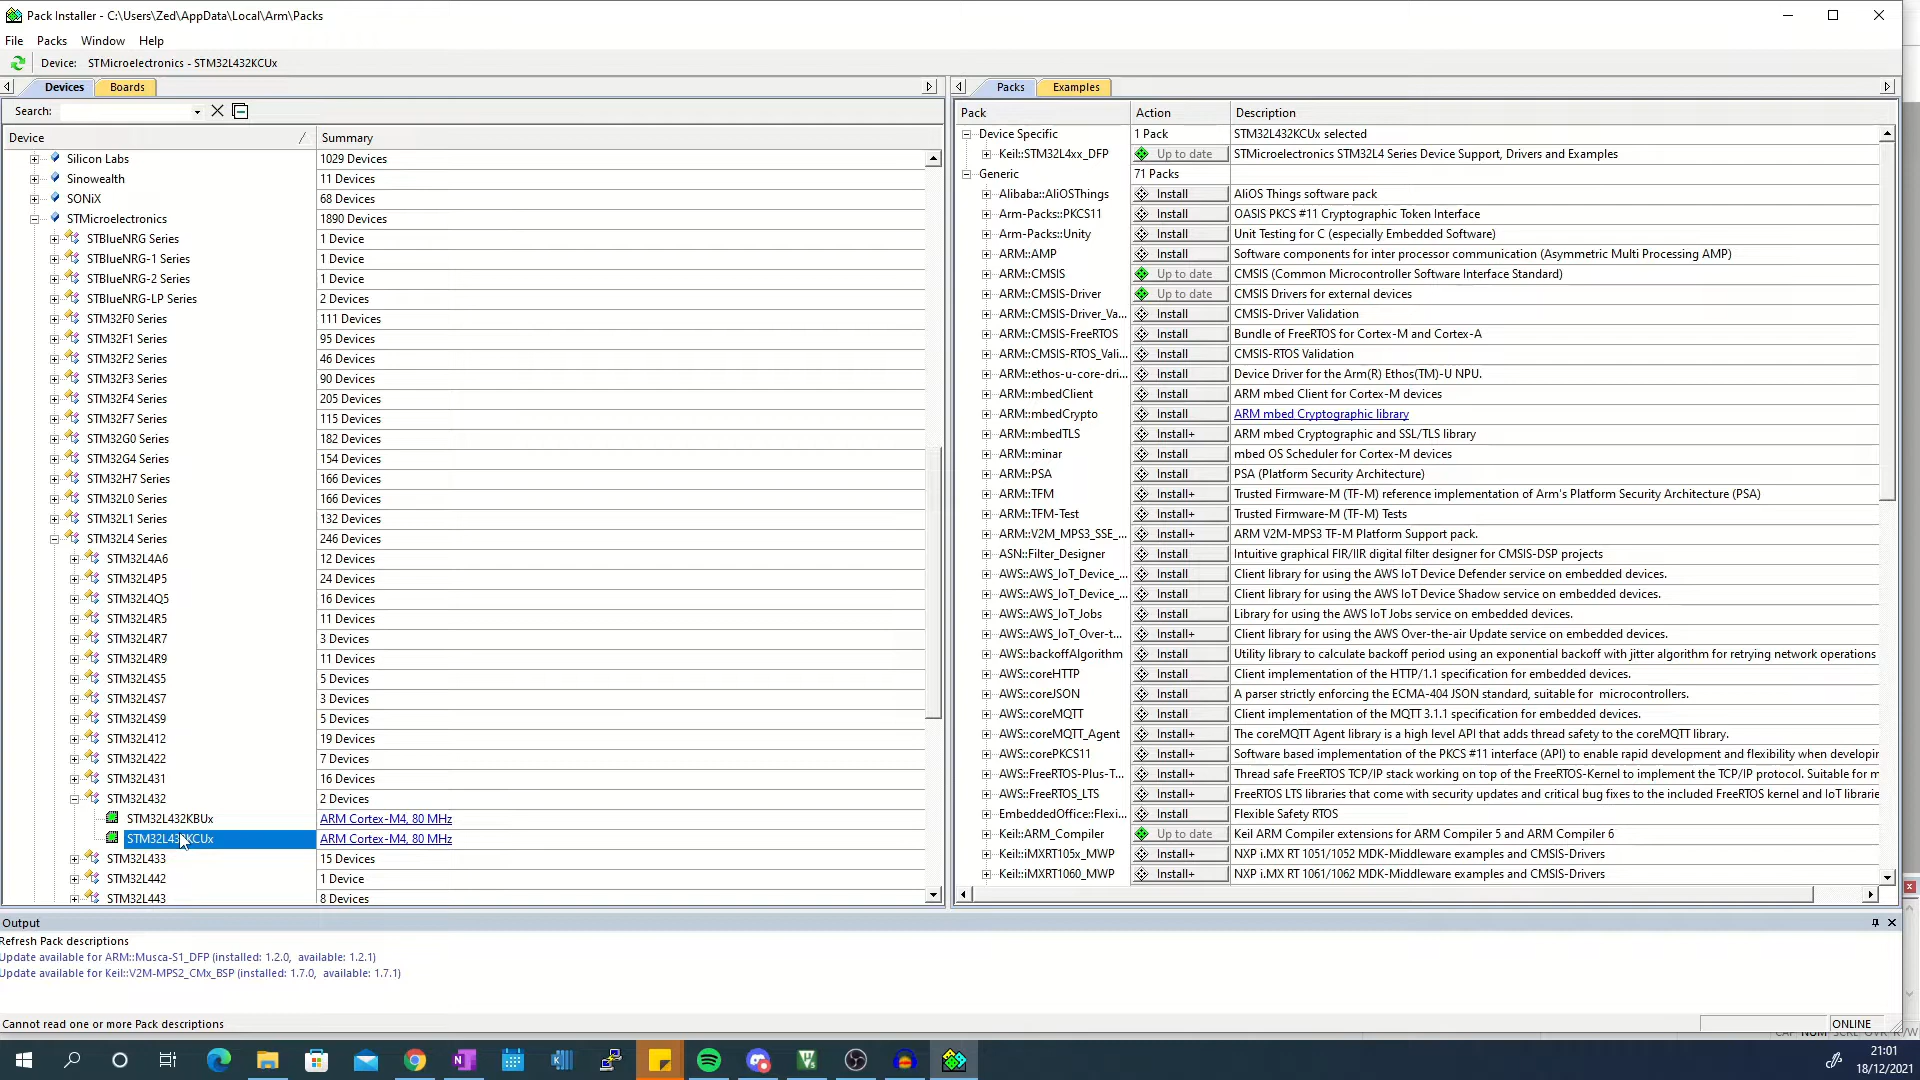 Pack Installer - C:\Users\Zed\AppData\Local\Arm\Packs
File Packs Window Help
Device: STMicroelectronics - STM32L432KCUx
Devices Boards
Search:
Device Summary
Silicon Labs 1029 Devices
Sinowealth 11 Devices
SONiX 68 Devices
STMicroelectronics 1890 Devices
STBlueNRG Series 1 Device
STBlueNRG-1 Series 1 Device
STBlueNRG-2 Series 1 Device
STBlueNRG-LP Series 2 Devices
STM32F0 Series 111 Devices
STM32F1 Series 95 Devices
STM32F2 Series 46 Devices
STM32F3 Series 90 Devices
STM32F4 Series 205 Devices
STM32F7 Series 115 Devices
STM32G0 Series 182 Devices
STM32G4 Series 154 Devices
STM32H7 Series 166 Devices
STM32L0 Series 166 Devices
STM32L1 Series 132 Devices
STM32L4 Series 246 Devices
STM32L4A6 12 Devices
STM32L4P5 24 Devices
STM32L4Q5 16 Devices
STM32L4R5 11 Devices
STM32L4R7 3 Devices
STM32L4R9 11 Devices
STM32L4S5 5 Devices
STM32L4S7 3 Devices
STM32L4S9 5 Devices
STM32L412 19 Devices
STM32L422 7 Devices
STM32L431 16 Devices
STM32L432 2 Devices
STM32L432KBUx ARM Cortex-M4, 80 MHz
STM32L432KCUx ARM Cortex-M4, 80 MHz
STM32L433 15 Devices
STM32L442 1 Device
STM32L443 8 Devices
Packs Examples
Pack Action Description
Device Specific 1 Pack STM32L432KCUx selected
Keil::STM32L4xx_DFP Up to date STMicroelectronics STM32L4 Series Device Support, Drivers and Examples
Generic 71 Packs
Alibaba::AliOSThings Install AliOS Things software pack
Arm-Packs::PKCS11 Install OASIS PKCS #11 Cryptographic Token Interface
Arm-Packs::Unity Install Unit Testing for C (especially Embedded Software)
ARM::AMP Install Software components for inter processor communication (Asymmetric Multi Processing AMP)
ARM::CMSIS Up to date CMSIS (Common Microcontroller Software Interface Standard)
ARM::CMSIS-Driver Up to date CMSIS Drivers for external devices
ARM::CMSIS-Driver_Va... Install CMSIS-Driver Validation
ARM::CMSIS-FreeRTOS Install Bundle of FreeRTOS for Cortex-M and Cortex-A
ARM::CMSIS-RTOS_Vali... Install CMSIS-RTOS Validation
ARM::ethos-u-core-dri... Install Device Driver for the Arm(R) Ethos(TM)-U NPU.
ARM::mbedClient Install ARM mbed Client for Cortex-M devices
ARM::mbedCrypto Install ARM mbed Cryptographic library
ARM::mbedTLS Install+ ARM mbed Cryptographic and SSL/TLS library
ARM::minar Install mbed OS Scheduler for Cortex-M devices
ARM::PSA Install PSA (Platform Security Architecture)
ARM::TFM Install+ Trusted Firmware-M (TF-M) reference implementation of Arm's Platform Security Architecture (PSA)
ARM::TFM-Test Install+ Trusted Firmware-M (TF-M) Tests
ARM::V2M_MPS3_SSE_... Install+ ARM V2M-MPS3 TF-M Platform Support pack.
ASN::Filter_Designer Install Intuitive graphical FIR/IIR digital filter designer for CMSIS-DSP projects
AWS::AWS_IoT_Device_... Install Client library for using the AWS IoT Device Defender service on embedded devices.
AWS::AWS_IoT_Device_... Install Client library for using the AWS IoT Device Shadow service on embedded devices.
AWS::AWS_IoT_Jobs Install Library for using the AWS IoT Jobs service on embedded devices.
AWS::AWS_IoT_Over-t... Install+ Client library for using the AWS Over-the-air Update service on embedded devices.
AWS::backoffAlgorithm Install Utility library to calculate backoff period using an exponential backoff with jitter algorithm for retrying network operations
AWS::coreHTTP Install Client implementation of the HTTP/1.1 specification for embedded devices.
AWS::coreJSON Install A parser strictly enforcing the ECMA-404 JSON standard, suitable for microcontrollers.
AWS::coreMQTT Install Client implementation of the MQTT 3.1.1 specification for embedded devices.
AWS::coreMQTT_Agent Install+ The coreMQTT Agent library is a high level API that adds thread safety to the coreMQTT library.
AWS::corePKCS11 Install+ Software based implementation of the PKCS #11 interface (API) to enable rapid development and flexibility when developin
AWS::FreeRTOS-Plus-T... Install+ Thread safe FreeRTOS TCP/IP stack working on top of the FreeRTOS-Kernel to implement the TCP/IP protocol. Suitable for m
AWS::FreeRTOS_LTS Install+ FreeRTOS LTS libraries that come with security updates and critical bug fixes to the included FreeRTOS kernel and IoT librarie
EmbeddedOffice::Flexi... Install Flexible Safety RTOS
Keil::ARM_Compiler Up to date Keil ARM Compiler extensions for ARM Compiler 5 and ARM Compiler 6
Keil::iMXRT105x_MWP Install+ NXP i.MX RT 1051/1052 MDK-Middleware examples and CMSIS-Drivers
Keil::iMXRT1060_MWP Install+ NXP i.MX RT 1061/1062 MDK-Middleware examples and CMSIS-Drivers
Output
Refresh Pack descriptions
Update available for ARM::Musca-S1_DFP (installed: 1.2.0, available: 1.2.1)
Update available for Keil::V2M-MPS2_CMx_BSP (installed: 1.7.0, available: 1.7.1)
Cannot read one or more Pack descriptions
ONLINE
21:01
18/12/2021